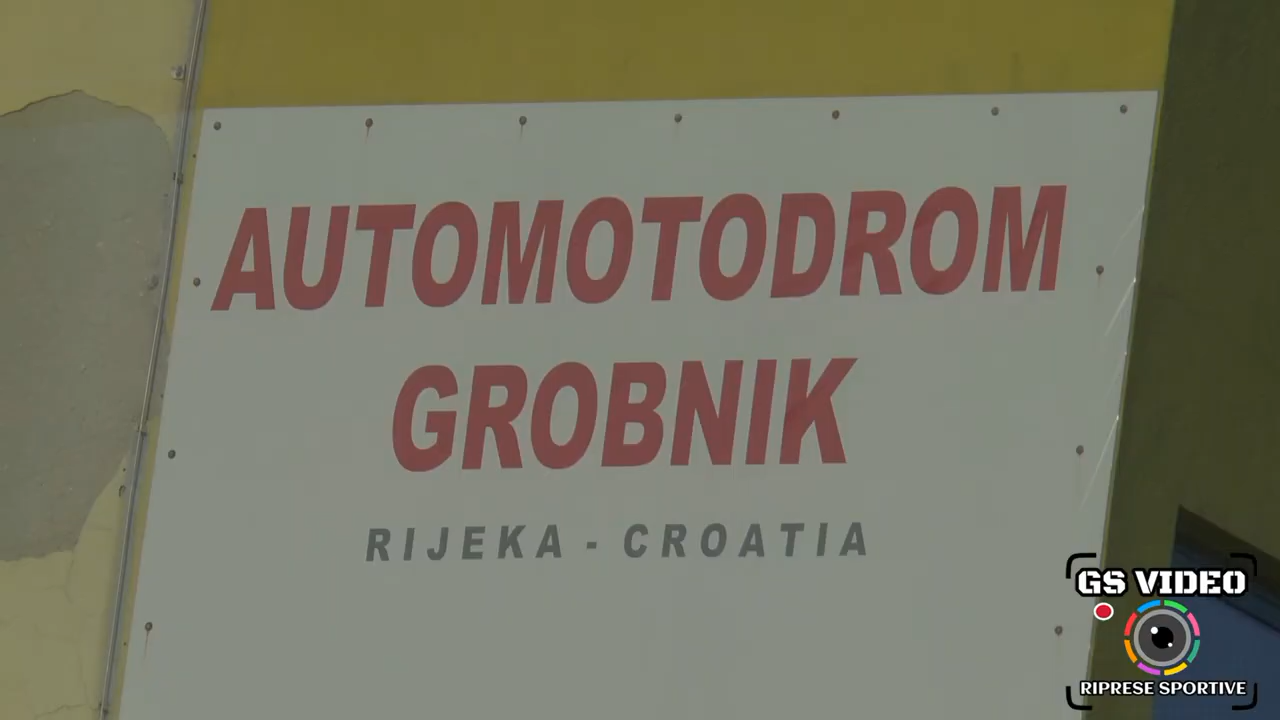 AUTOMOTODROM
GROBNIK
RIJEKA - CROATIA
GS VIDEO
RIPRESE SPORTIVE